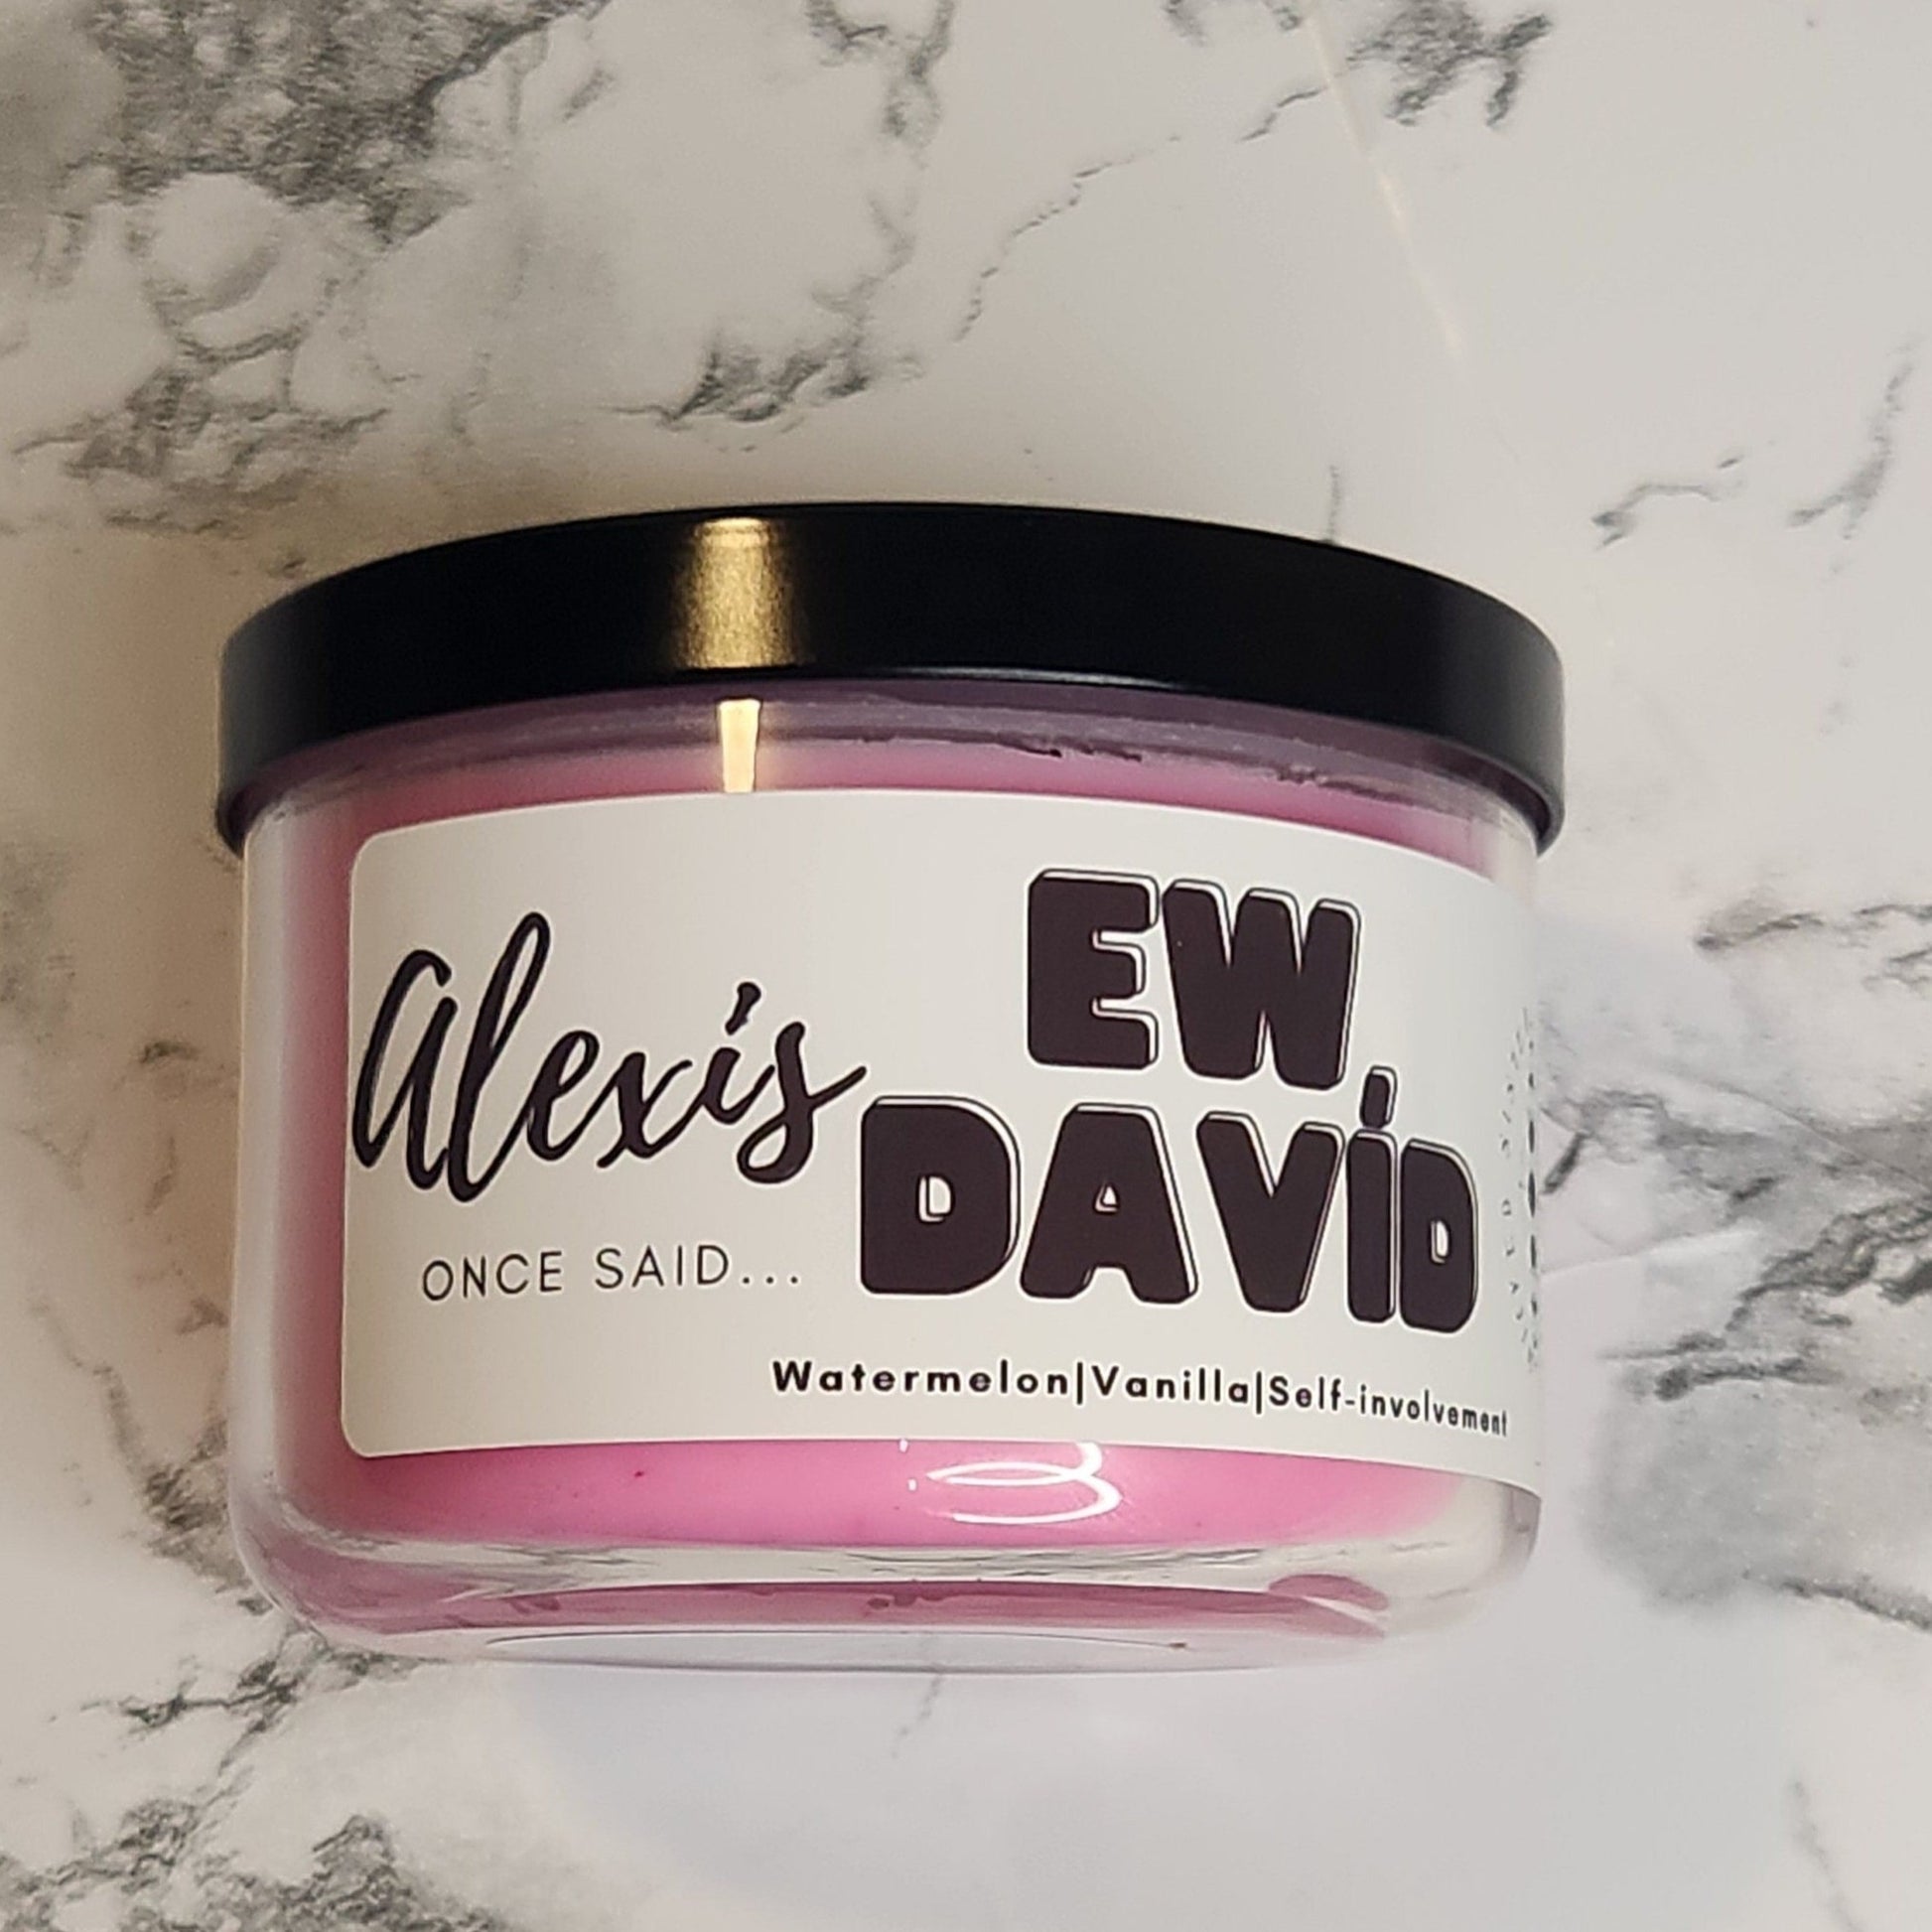 Alexis
ONCE SAID...
EW,
DAViD
Watermelon|Vanilla|Self-involvement